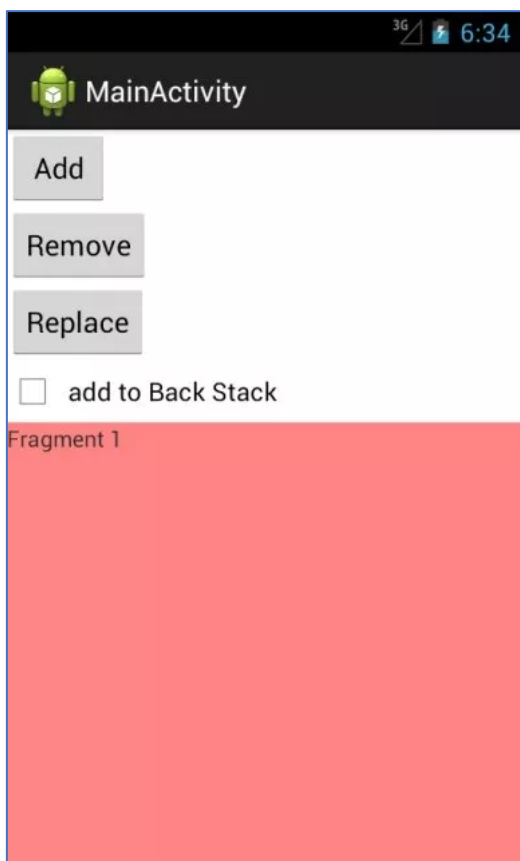 3G 6:34
MainActivity
Add
Remove
Replace
add to Back Stack
Fragment 1